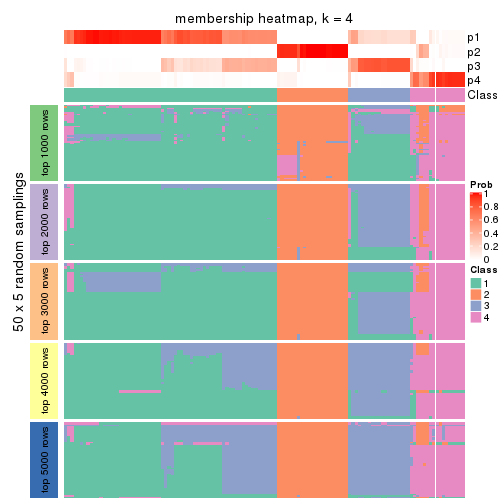 membership heatmap, k = 4
p1
p2
p3
p4
Class
50 x 5 random samplings
top 1000 rows
top 2000 rows
top 3000 rows
top 4000 rows
top 5000 rows
Prob
1
0.8
0.6
0.4
0.2
0
Class
1
2
3
4